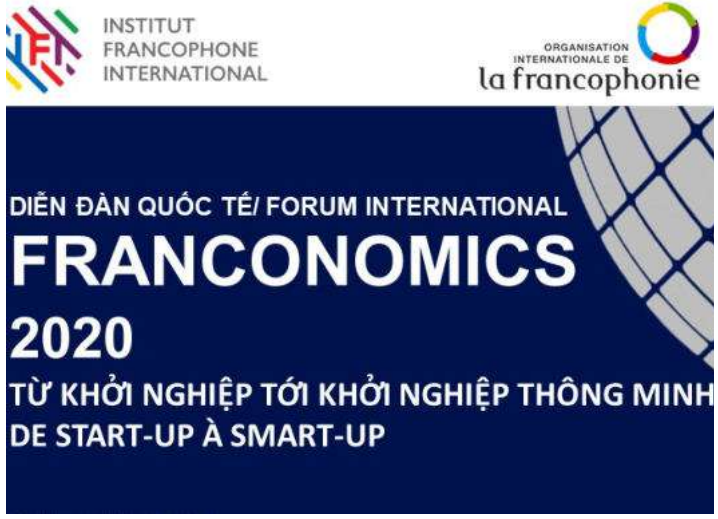 INSTITUT
FRANCOPHONE
INTERNATIONAL
ORGANISATION
INTERNATIONALE DE
la francophonie
DIỄN ĐÀN QUỐC TẾ/ FORUM INTERNATIONAL
FRANCONOMICS
2020
TỪ KHỞI NGHIỆP TỚI KHỞI NGHIỆP THÔNG MINH
DE START-UP À SMART-UP